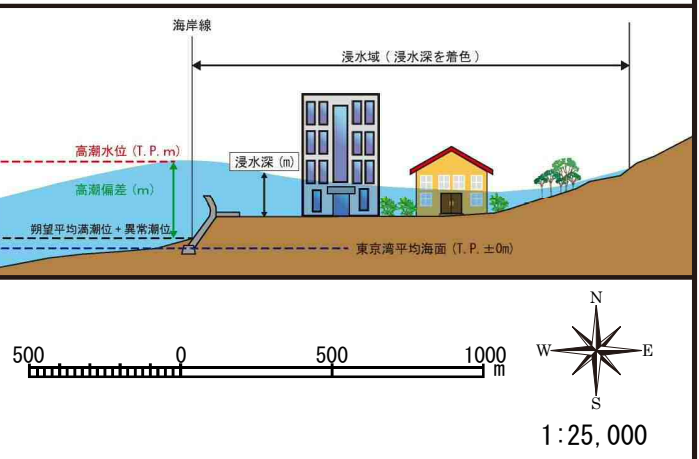 海岸線
浸水域 ( 浸水深を着色 )
高潮水位 (T. P. m)
浸水深 (m)
高潮偏差 (m)
朔望平均満潮位 + 異常潮位
東京湾平均海面 (T. P. ±0m)
500 0 500 1000
m
N
W E
S
1:25,000